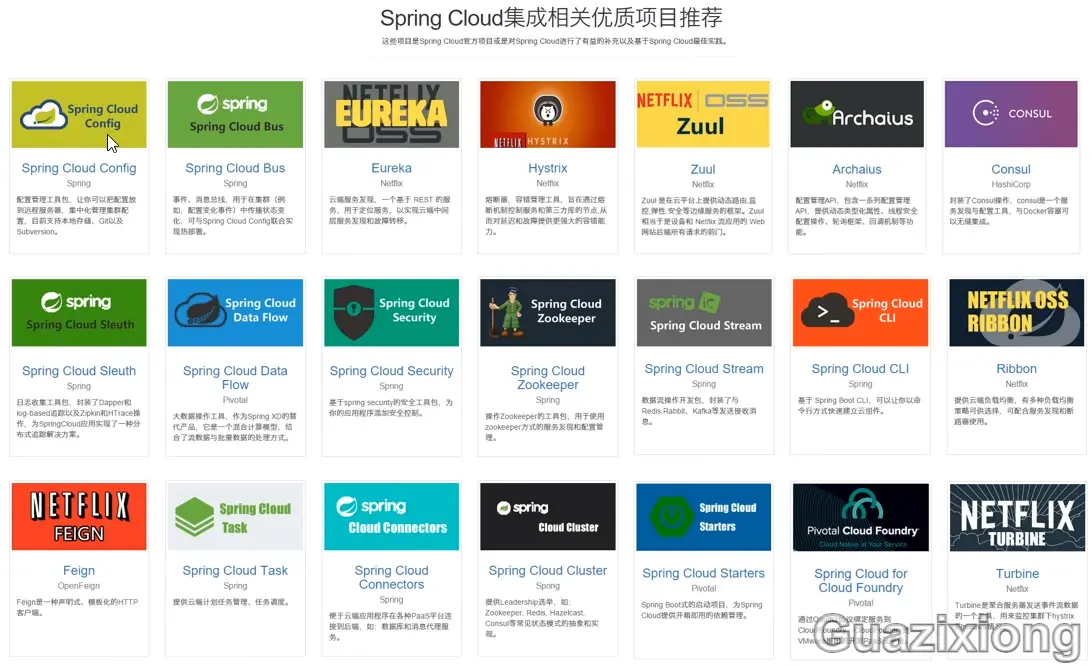 Spring Cloud集成相关优质项目推荐
这些项目是Spring Cloud官方项目或是对Spring Cloud进行了有益的补充以及基于Spring Cloud最佳实践。
Spring Cloud
Config
Spring Cloud Config
Spring
配置管理工具包，让你可以把配置放
到远程服务器，集中化管理集群配
置，目前支持本地存储、Git以及
Subversion。
spring
Spring Cloud Bus
Spring Cloud Bus
Spring
事件、消息总线，用于在集群（例
如，配置变化事件）中传播状态变
化，可与Spring Cloud Config联合实
现热部署。
NETFLIX
EUREKA
OSS
Eureka
Netflix
云端服务发现，一个基于 REST 的服
务，用于定位服务，以实现云端中间
层服务发现和故障转移。
NETFLIX
HYSTRIX
Hystrix
Netflix
熔断器，容错管理工具，旨在通过熔
断机制控制服务和第三方库的节点,从
而对延迟和故障提供更强大的容错能
力。
NETFLIX OSS
Zuul
Zuul
Netflix
Zuul 是在云平台上提供动态路由,监
控,弹性,安全等边缘服务的框架。Zuul
相当于是设备和 Netflix 流应用的 Web
网站后端所有请求的前门。
Archaius
Archaius
Netflix
配置管理API，包含一系列配置管理
API，提供动态类型化属性、线程安全
配置操作、轮询框架、回调机制等功
能。
CONSUL
Consul
HashiCorp
封装了Consul操作，consul是一个服
务发现与配置工具，与Docker容器可
以无缝集成。
spring
Spring Cloud Sleuth
Spring Cloud Sleuth
Spring
日志收集工具包，封装了Dapper和
log-based追踪以及Zipkin和HTrace操
作，为SpringCloud应用实现了一种分
布式追踪解决方案。
Spring Cloud
Data Flow
Spring Cloud Data
Flow
Pivotal
大数据操作工具，作为Spring XD的替
代产品，它是一个混合计算模型，结
合了流数据与批量数据的处理方式。
Spring Cloud
Security
Spring Cloud Security
Spring
基于spring security的安全工具包，为
你的应用程序添加安全控制。
Spring Cloud
Zookeeper
Spring Cloud
Zookeeper
Spring
操作Zookeeper的工具包，用于使用
zookeeper方式的服务发现和配置管
理。
spring
Spring Cloud Stream
Spring Cloud Stream
Spring
数据流操作开发包，封装了与
Redis,Rabbit、Kafka等发送接收消
息。
Spring Cloud
CLI
Spring Cloud CLI
Spring
基于 Spring Boot CLI，可以让你以命
令行方式快速建立云组件。
NETFLIX OSS
RIBBON
Ribbon
Netflix
提供云端负载均衡，有多种负载均衡
策略可供选择，可配合服务发现和断
路器使用。
NETFLIX
FEIGN
Feign
OpenFeign
Feign是一种声明式、模板化的HTTP
客户端。
Spring Cloud
Task
Spring Cloud Task
Spring
提供云端计划任务管理、任务调度。
spring
Cloud Connectors
Spring Cloud
Connectors
Spring
便于云端应用程序在各种PaaS平台连
接到后端，如：数据库和消息代理服
务。
spring
Cloud Cluster
Spring Cloud Cluster
Spring
提供Leadership选举，如：
Zookeeper, Redis, Hazelcast,
Consul等常见状态模式的抽象和实
现。
Spring Cloud
Starters
Spring Cloud Starters
Pivotal
Spring Boot式的启动项目，为Spring
Cloud提供开箱即用的依赖管理。
Pivotal Cloud Foundry
Cloud Native at Your Service
Spring Cloud for
Cloud Foundry
Pivotal
NETFLIX
TURBINE
Turbine
Netflix
Turbine是聚合服务器发送事件流数据
的一个工具，用来监控集群下hystrix
Guazixiong